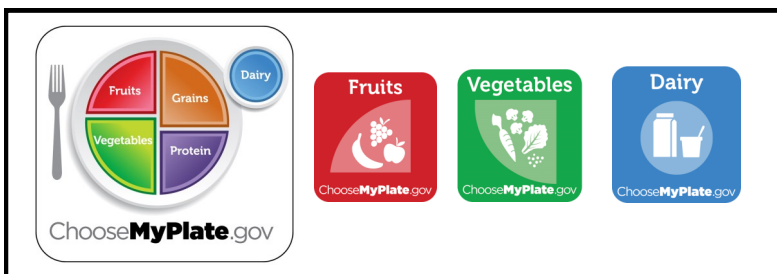 Fruits
Grains
Dairy
Vegetables
Protein
ChooseMyPlate.gov
Fruits
ChooseMyPlate.gov
Vegetables
ChooseMyPlate.gov
Dairy
ChooseMyPlate.gov